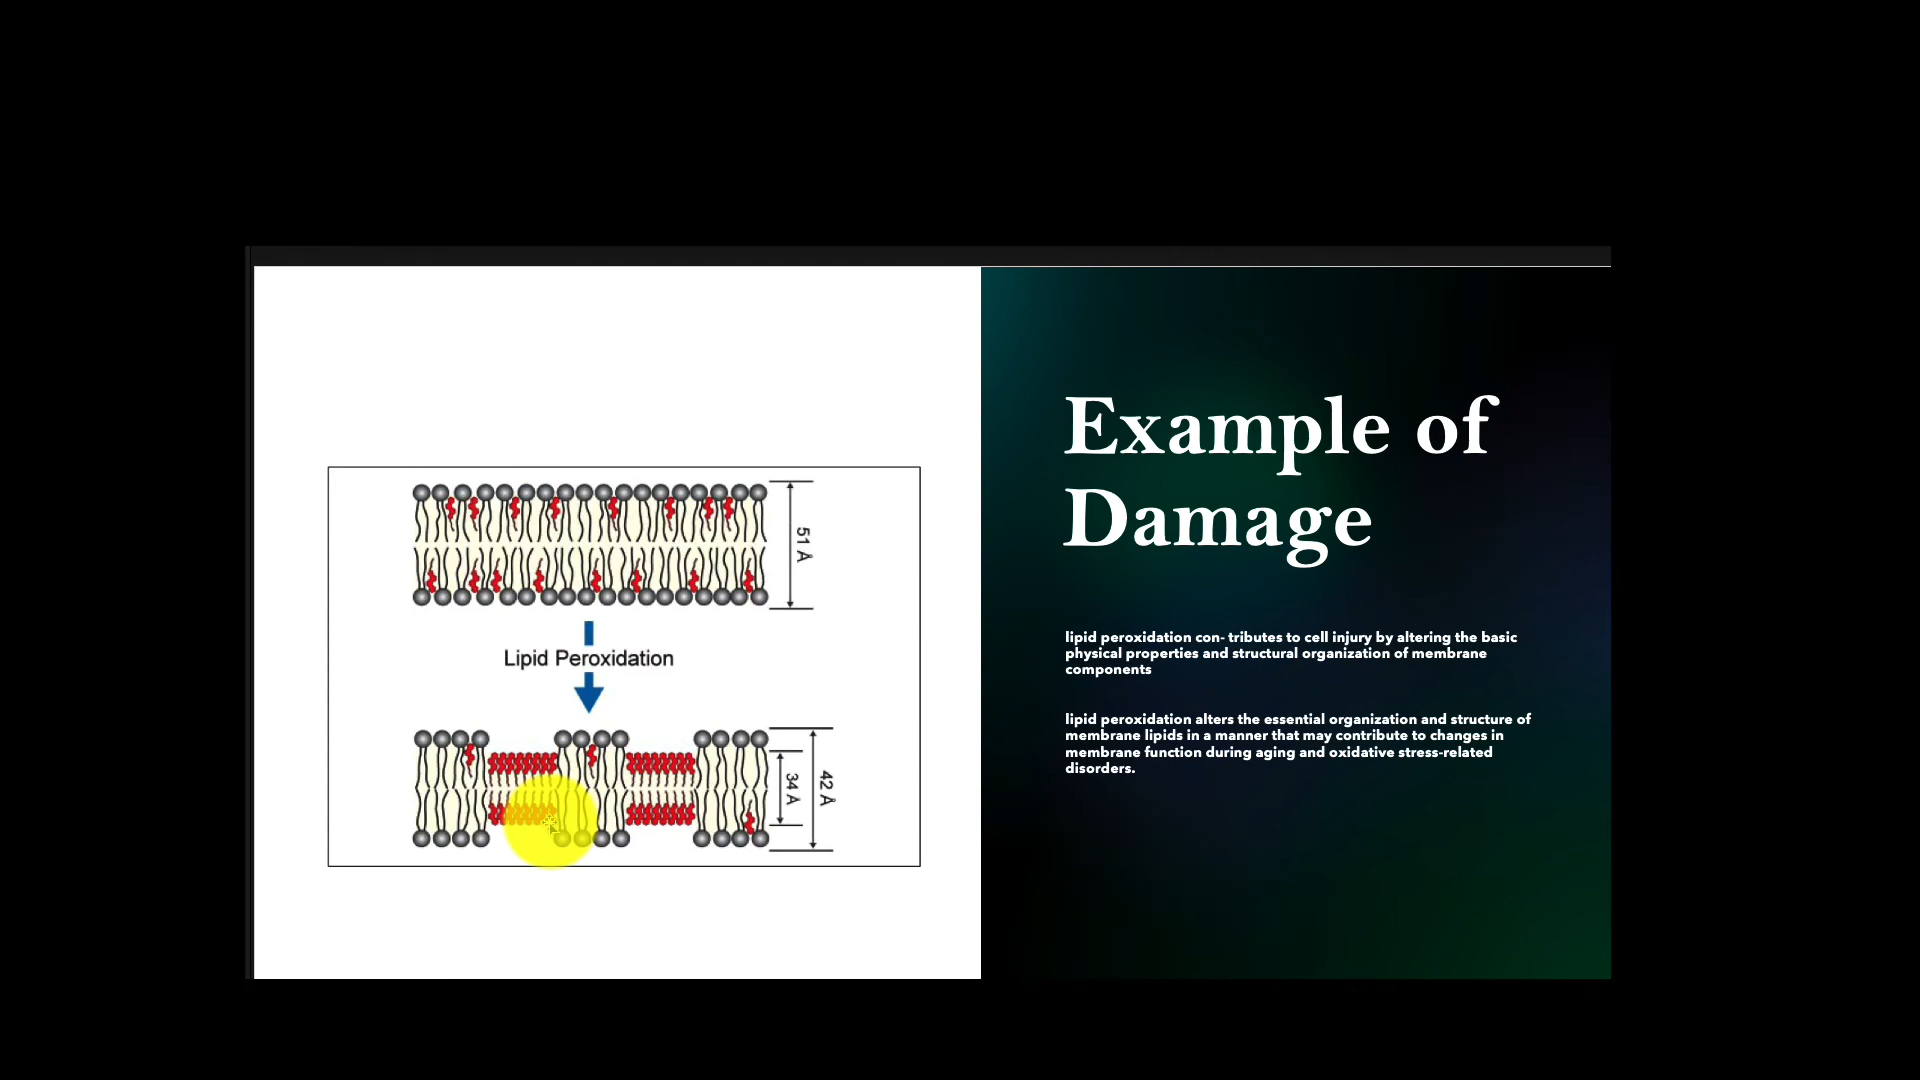 51 Å
Lipid Peroxidation
34 Å
42 Å
Example of
Damage
lipid peroxidation con- tributes to cell injury by altering the basic
physical properties and structural organization of membrane
components
lipid peroxidation alters the essential organization and structure of
membrane lipids in a manner that may contribute to changes in
membrane function during aging and oxidative stress-related
disorders.